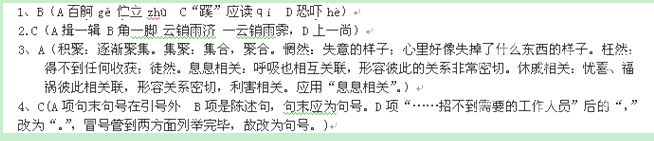 1、B(A 百舸 gě 伫立 zhù C“蹊”应读 qī D 恐吓 hè)
2.C(A 揖一辑 B 角一脚 云销雨济 一云销雨霁,D 上一尚)
3、A(积聚:逐渐聚集。集聚:集合,聚合。惘然:失意的样子;心里好像失掉了什么东西的样子。枉然:
得不到任何收获;徒然。息息相关:呼吸也相互关联,形容彼此的关系非常密切。休戚相关:忧喜、福
祸彼此相关联,形容关系密切,利害相关。应用“息息相关”。)
4、C(A 项句末句号在引号外 B 项是陈述句,句末应为句号。D 项“……招不到需要的工作人员”后的“,”
改为“。”,冒号管到两方面列举完毕,故改为句号。)